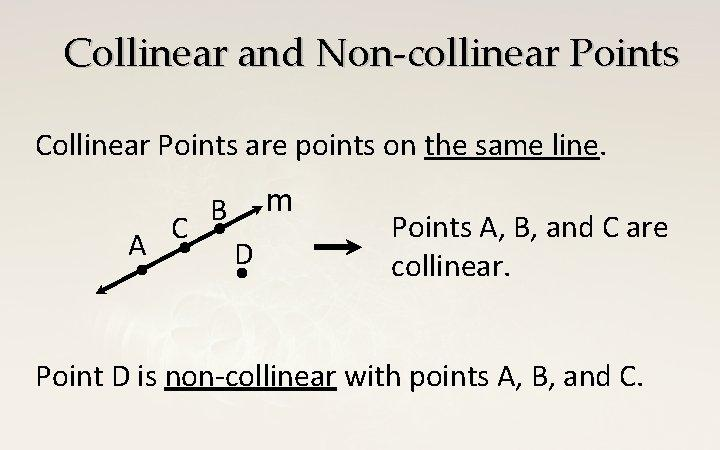 Collinear and Non-collinear Points
Collinear Points are points on the same line.
A C B m
D
Points A, B, and C are
collinear.
Point D is non-collinear with points A, B, and C.